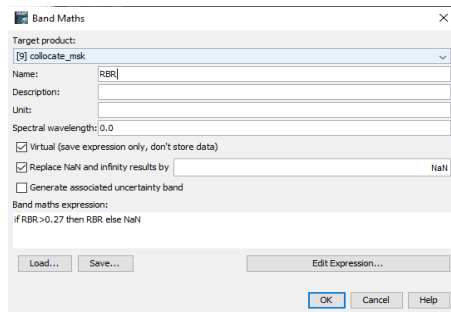 Band Maths
Target product:
[9] collocate_msk
Name: RBR
Description:
Unit:
Spectral wavelength: 0.0
Virtual (save expression only, don't store data)
Replace NaN and infinity results by NaN
Generate associated uncertainty band
Band maths expression:
if RBR>0.27 then RBR else NaN
Load... Save... Edit Expression...
OK Cancel Help